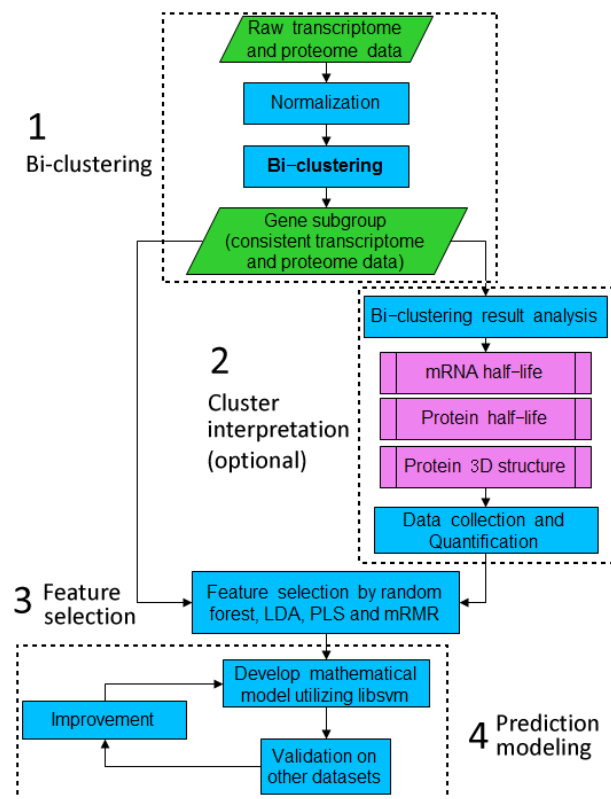 Raw transcriptome
and proteome data
Normalization
1
Bi-clustering
Bi-clustering
Gene subgroup
(consistent transcriptome
and proteome data)
Bi-clustering result analysis
2
Cluster
interpretation
(optional)
mRNA half-life
Protein half-life
Protein 3D structure
Data collection and
Quantification
3 Feature
selection
Feature selection by random
forest, LDA, PLS and mRMR
Develop mathematical
model utilizing libsvm
Improvement
Validation on
other datasets
4 Prediction
modeling